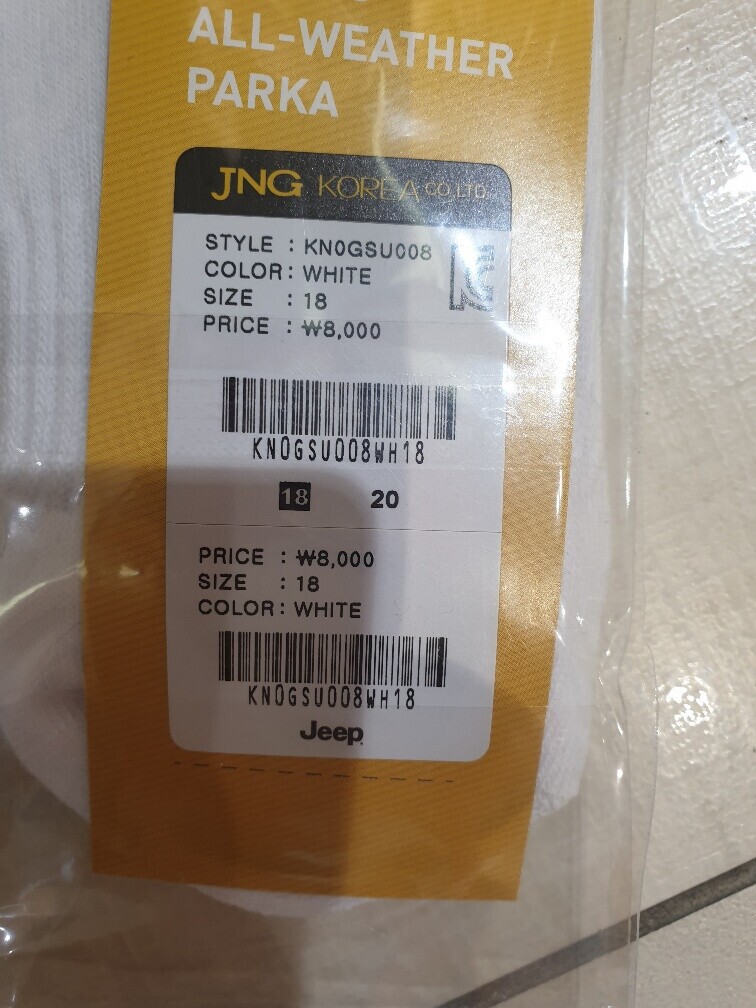 ALL-WEATHER
PARKA
JNG KOREA CO.LTD.
STYLE : KN0GSU008
COLOR : WHITE
SIZE : 18
PRICE : ₩8,000
KN0GSU008WH18
18 20
PRICE : ₩8,000
SIZE : 18
COLOR : WHITE
KN0GSU008WH18
Jeep